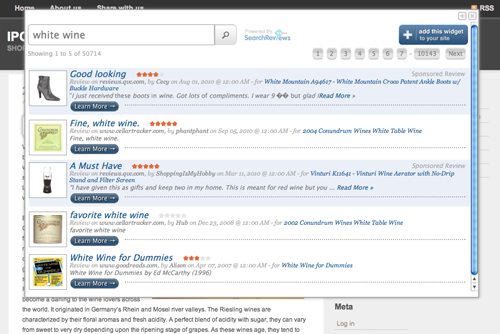 Home About us Share with us RSS
IPO
SHO
white wine
Powered By
SearchReviews
add this widget
to your site
Showing 1 to 5 of 50714
1 2 3 4 5 6 7 - 10143 Next
Good looking
Sponsored Review
Review on reviews.qvc.com, by Cecy on Aug 01, 2010 @ 12:00 AM - for White Mountain A94617 - White Mountain Croco Patent Ankle Boots w/
Buckle Hardware
"I just received these boots in wine. Got lots of compliments. I wear 9 �� but glad I Read More »
Learn More
Fine, white wine.
Review on www.cellartracker.com, by phantphant on Sep 05, 2010 @ 12:00 AM - for 2004 Conundrum Wines White Table Wine
Fine, white wine.
Learn More
A Must Have
Sponsored Review
Review on reviews.qvc.com, by ShoppingIsMyHobby on Mar 11, 2010 @ 12:00 AM - for Vinturi K12641 - Vinturi Wine Aerator with No-Drip
Stand and Filter Screen
"I have given this as gifts and keep two in my home. This is meant for red wine but you ... Read More »
Learn More
favorite white wine
Review on www.cellartracker.com, by Hub on Dec 23, 2008 @ 12:00 AM - for 2002 Conundrum Wines White Table Wine
favorite white wine
Learn More
White Wine for Dummies
Review on www.goodreads.com, by Alison on Apr 07, 2007 @ 12:00 AM - for White Wine for Dummies
White Wine for Dummies by Ed McCarthy (1996)
Learn More
become a darling to the wine lovers across
the world. It originated in Germany's Rhein and Mosel river valleys. The Riesling wines are
characterized by their floral aromas and fresh acidity. A perfect blend of acidity with sugar, they can vary
from sweet to very dry depending upon the ripening stage of grapes. As these wines age, they tend to
Meta
Log in